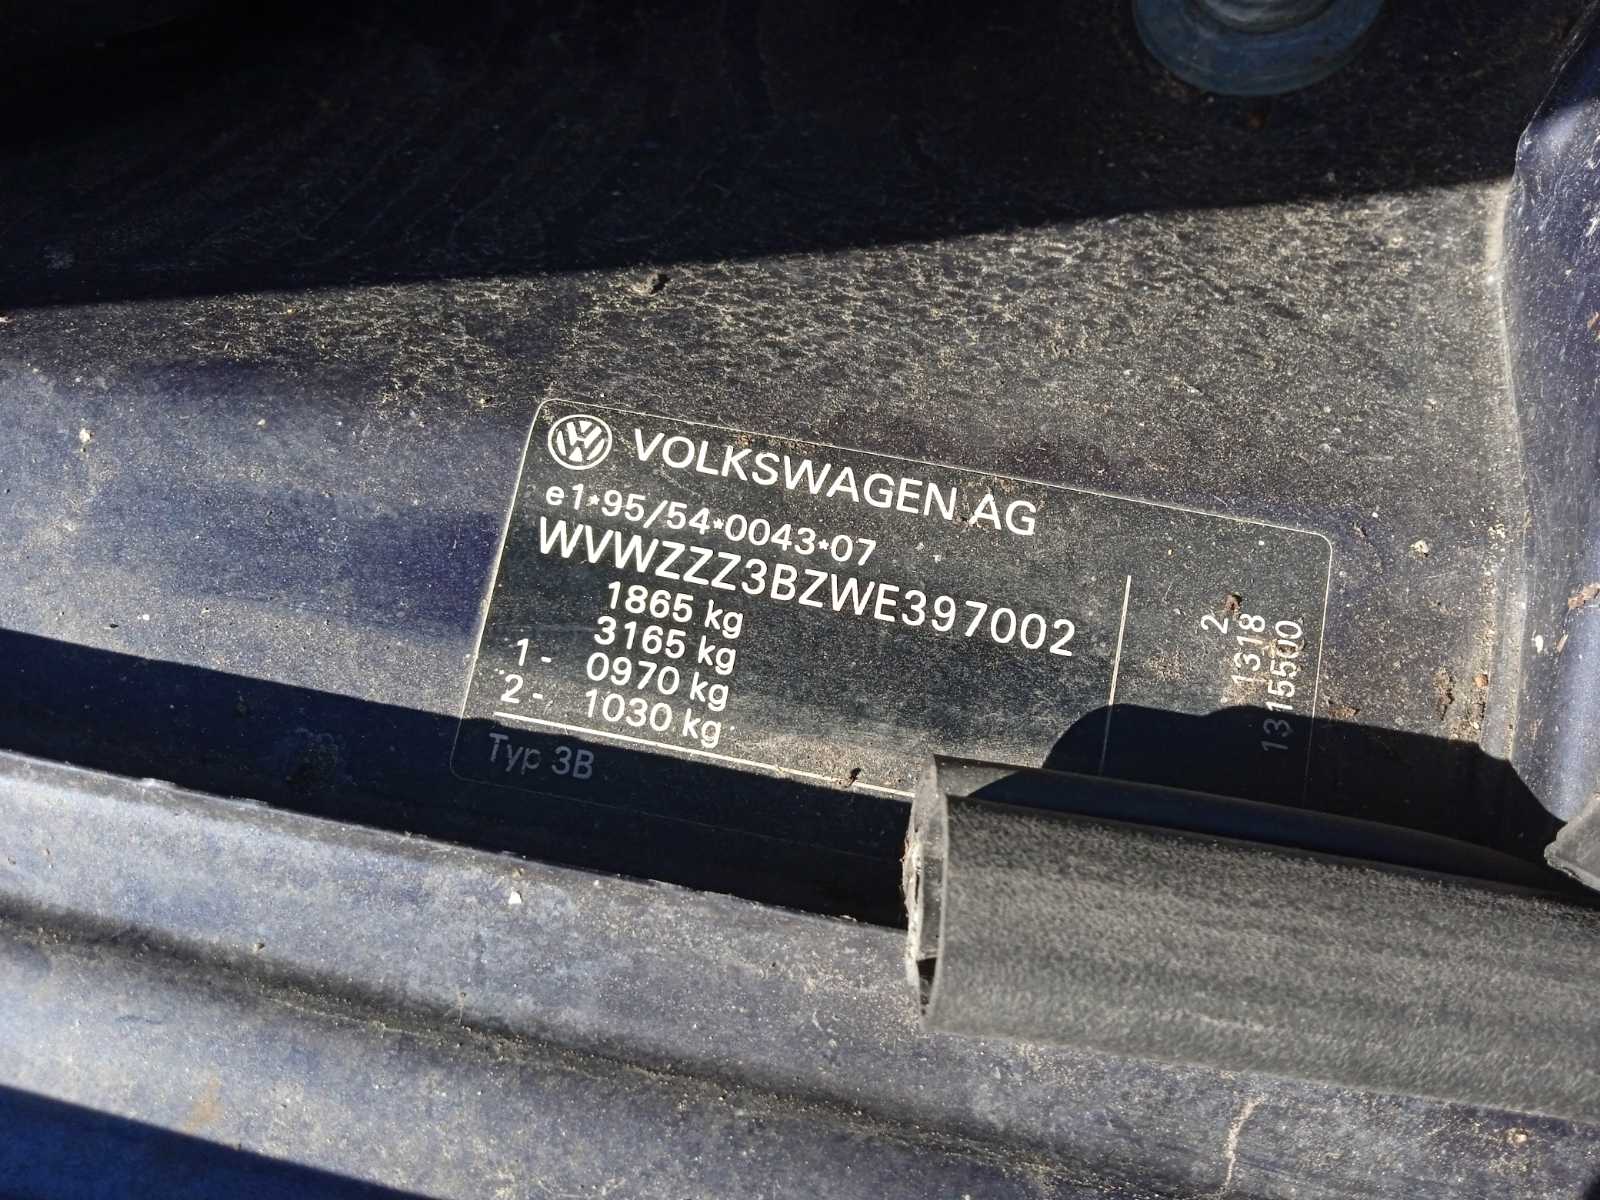 VOLKSWAGEN AG
e1*95/54*0043*07
WVWZZZ3BZWE397002
1865 kg
3165 kg
1- 0970 kg
2- 1030 kg
Typ 3B
2
1318
1315500